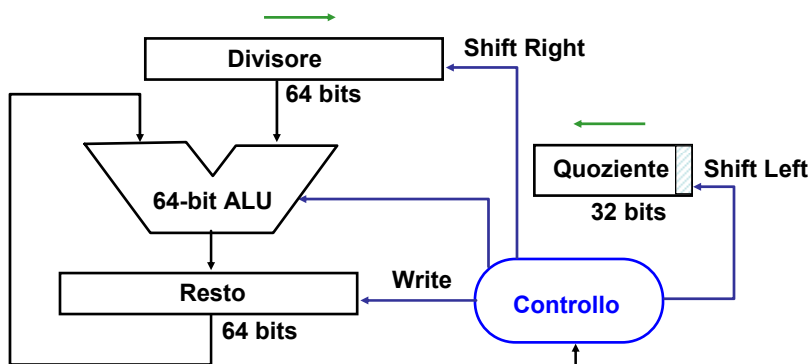 Divisore
Shift Right
64 bits
Quoziente
Shift Left
64-bit ALU
32 bits
Write
Resto
Controllo
64 bits